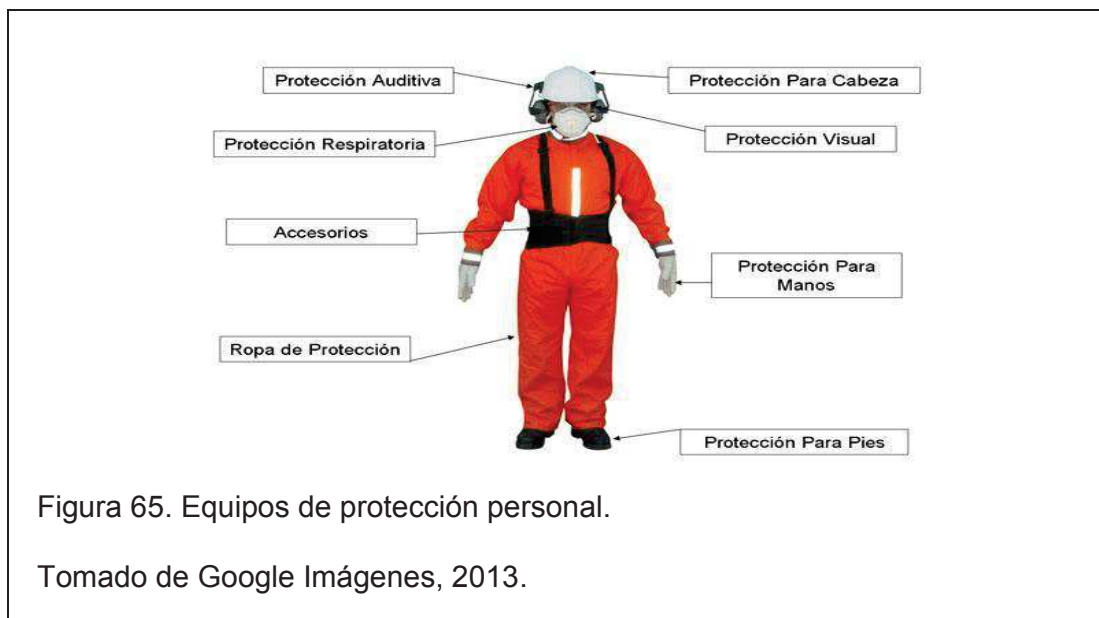 Protección Auditiva
Protección Para Cabeza
Protección Respiratoria
Protección Visual
Accesorios
Protección Para
Manos
Ropa de Protección
Protección Para Pies
Figura 65. Equipos de protección personal.
Tomado de Google Imágenes, 2013.